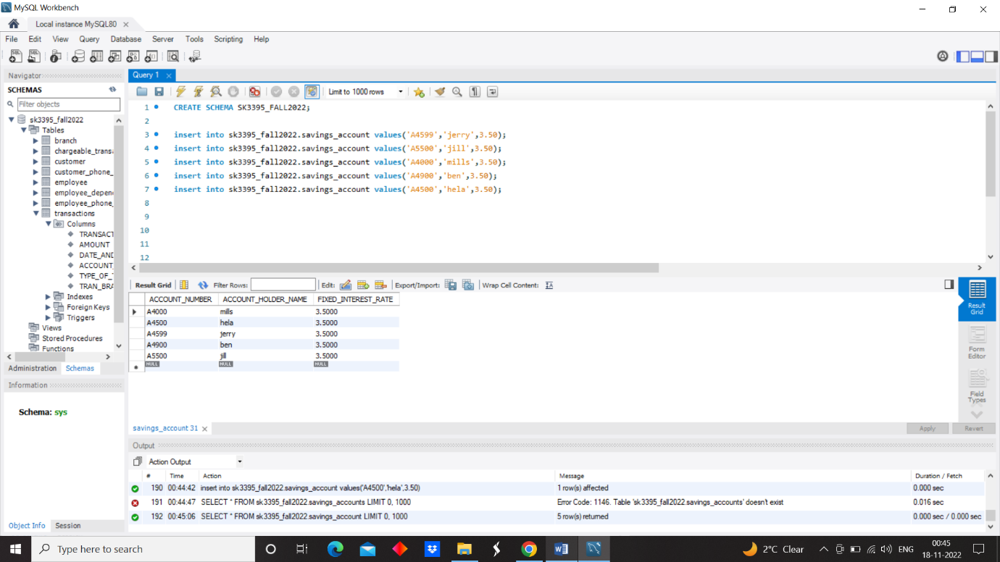 MySQL Workbench
Local instance MySQL80
File Edit View Query Database Server Tools Scripting Help
Navigator
SCHEMAS
Filter objects
sk3395_fall2022
Tables
branch
chargeable_transa
customer
customer_phone_
employee
employee_depen
employee_phone_
transactions
Columns
TRANSACT
AMOUNT
DATE_AND
ACCOUNT_
TYPE_OF_T
TRAN_BRA
Indexes
Foreign Keys
Triggers
Views
Stored Procedures
Functions
Administration Schemas
Information
Schema: sys
Object Info Session
Query 1
Limit to 1000 rows
1 CREATE SCHEMA SK3395_FALL2022;
2
3 insert into sk3395_fall2022.savings_account values('A4599','jerry',3.50);
4 insert into sk3395_fall2022.savings_account values('A5500','jill',3.50);
5 insert into sk3395_fall2022.savings_account values('A4000','mills',3.50);
6 insert into sk3395_fall2022.savings_account values('A4900','ben',3.50);
7 insert into sk3395_fall2022.savings_account values('A4500','hela',3.50);
8
9
10
11
12
Result Grid Filter Rows: Edit: Export/Import: Wrap Cell Content:
ACCOUNT_NUMBER ACCOUNT_HOLDER_NAME FIXED_INTEREST_RATE
A4000 mills 3.5000
A4500 hela 3.5000
A4599 jerry 3.5000
A4900 ben 3.5000
A5500 jill 3.5000
NULL NULL NULL
Result
Grid
Form
Editor
Field
Types
savings_account 31
Apply Revert
Output
Action Output
# Time Action Message Duration / Fetch
190 00:44:42 insert into sk3395_fall2022.savings_account values('A4500','hela',3.50) 1 row(s) affected 0.000 sec
191 00:44:47 SELECT * FROM sk3395_fall2022.savings_accounts LIMIT 0, 1000 Error Code: 1146. Table 'sk3395_fall2022.savings_accounts' doesn't exist 0.016 sec
192 00:45:06 SELECT * FROM sk3395_fall2022.savings_account LIMIT 0, 1000 5 row(s) returned 0.000 sec / 0.000 sec
Type here to search
2°C Clear
ENG
00:45
18-11-2022